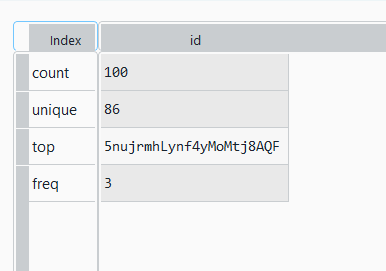 Index id
count 100
unique 86
top 5nujrmhLynf4yMoMtj8AQF
freq 3